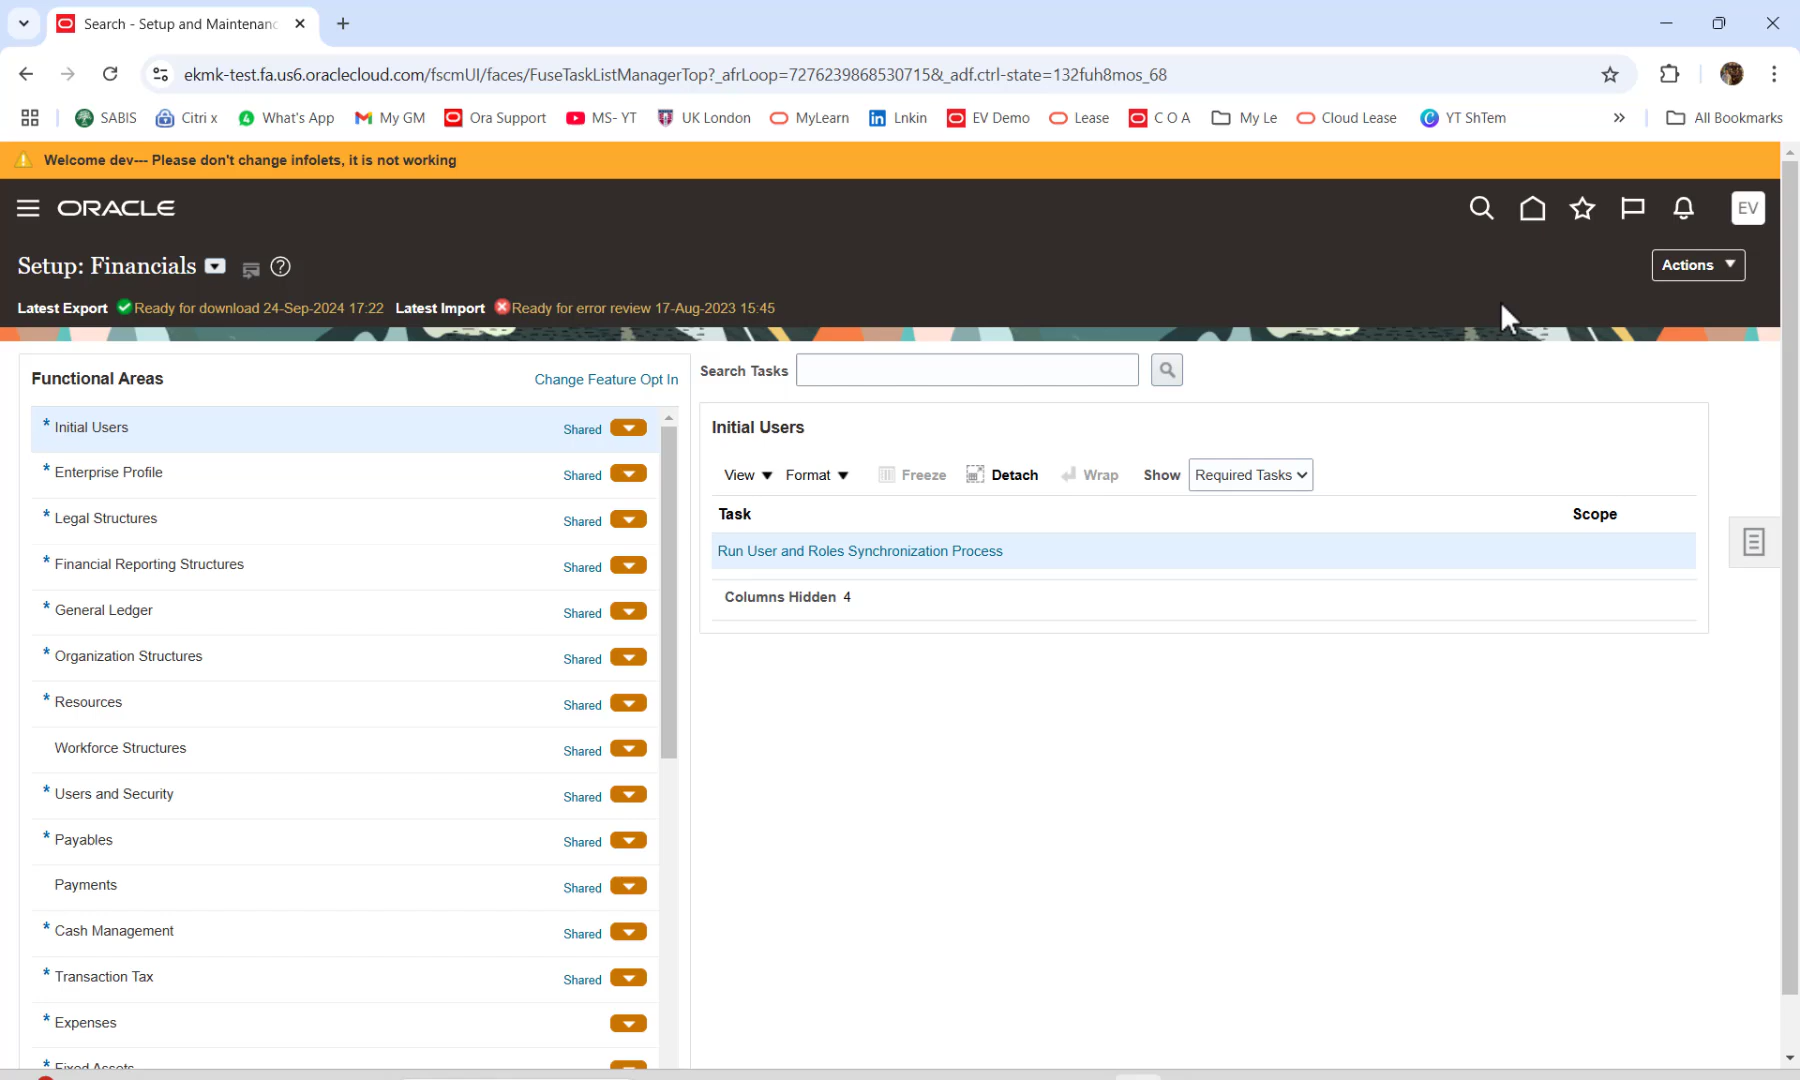 Search - Setup and Maintenanc
ekmk-test.fa.us6.oraclecloud.com/fscmUI/faces/FuseTaskListManagerTop?_afrLoop=7276239868530715&_adf.ctrl-state=132fuh8mos_68
SABIS Citri x What's App My GM Ora Support MS- YT UK London MyLearn Lnkin EV Demo Lease C O A My Le Cloud Lease YT ShTem » All Bookmarks
Welcome dev--- Please don't change infolets, it is not working
ORACLE EV
Setup: Financials Actions
Latest Export Ready for download 24-Sep-2024 17:22 Latest Import Ready for error review 17-Aug-2023 15:45
Functional Areas Change Feature Opt In
* Initial Users Shared
* Enterprise Profile Shared
* Legal Structures Shared
* Financial Reporting Structures Shared
* General Ledger Shared
* Organization Structures Shared
* Resources Shared
Workforce Structures Shared
* Users and Security Shared
* Payables Shared
Payments Shared
* Cash Management Shared
* Transaction Tax Shared
* Expenses
* Fixed Assets
Search Tasks
Initial Users
View Format Freeze Detach Wrap Show Required Tasks
Task Scope
Run User and Roles Synchronization Process
Columns Hidden 4